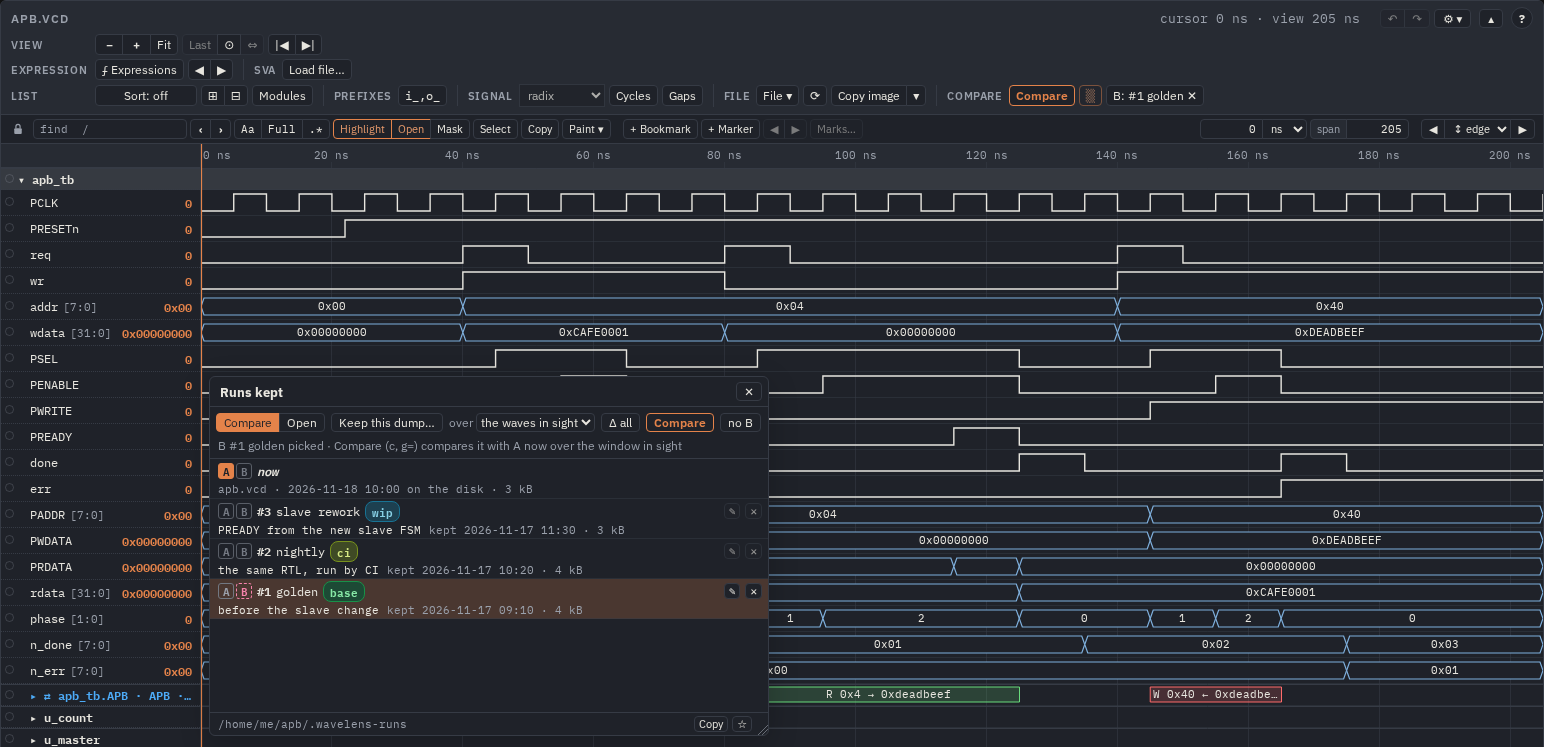 APB.VCD cursor 0 ns · view 205 ns ↶ ↷ ⚙ ▾ ▴ ?
VIEW − + Fit Last ⊙ ⇔ |◀ ▶|
EXPRESSION ⨍ Expressions ◀ ▶ SVA Load file…
LIST Sort: off ⊞ ⊟ Modules PREFIXES i_,o_ SIGNAL radix Cycles Gaps FILE File ▾ ⟳ Copy image ▾ COMPARE Compare ▒ B: #1 golden ✕
find / ‹ › Aa Full .* Highlight Open Mask Select Copy Paint ▾ + Bookmark + Marker ◀ ▶ Marks… 0 ns span 205 ◀ ↕ edge ▶
0 ns 20 ns 40 ns 60 ns 80 ns 100 ns 120 ns 140 ns 160 ns 180 ns 200 ns
▾ apb_tb
PCLK 0
PRESETn 0
req 0
wr 0
addr [7:0] 0x00 0x00 0x04 0x40
wdata [31:0] 0x00000000 0x00000000 0xCAFE0001 0x00000000 0xDEADBEEF
PSEL 0
PENABLE 0
PWRITE 0
PREADY 0
done 0
err 0
PADDR [7:0] 0x00 0x04 0x40
PWDATA 0x00000000 0x00000000 0xDEADBEEF
PRDATA 0x00000000 0x00000000
rdata [31:0] 0x00000000 0xCAFE0001
phase [1:0] 0 1 2 0 1 2 0
n_done [7:0] 0x00 0x01 0x02 0x03
n_err [7:0] 0x00 x00 0x01
▸ ⇄ apb_tb.APB · APB ·… R 0x4 → 0xdeadbeef W 0x40 ← 0xdeadbe…
▸ u_count
▸ u_master
Runs kept ✕
Compare Open Keep this dump… over the waves in sight Δ all Compare no B
B #1 golden picked · Compare (c, g=) compares it with A now over the window in sight
A B now
apb.vcd · 2026-11-18 10:00 on the disk · 3 kB
A B #3 slave rework wip ✎ ✕
PREADY from the new slave FSM kept 2026-11-17 11:30 · 3 kB
A B #2 nightly ci ✎ ✕
the same RTL, run by CI kept 2026-11-17 10:20 · 4 kB
A B #1 golden base ✎ ✕
before the slave change kept 2026-11-17 09:10 · 4 kB
/home/me/apb/.wavelens-runs Copy ☆